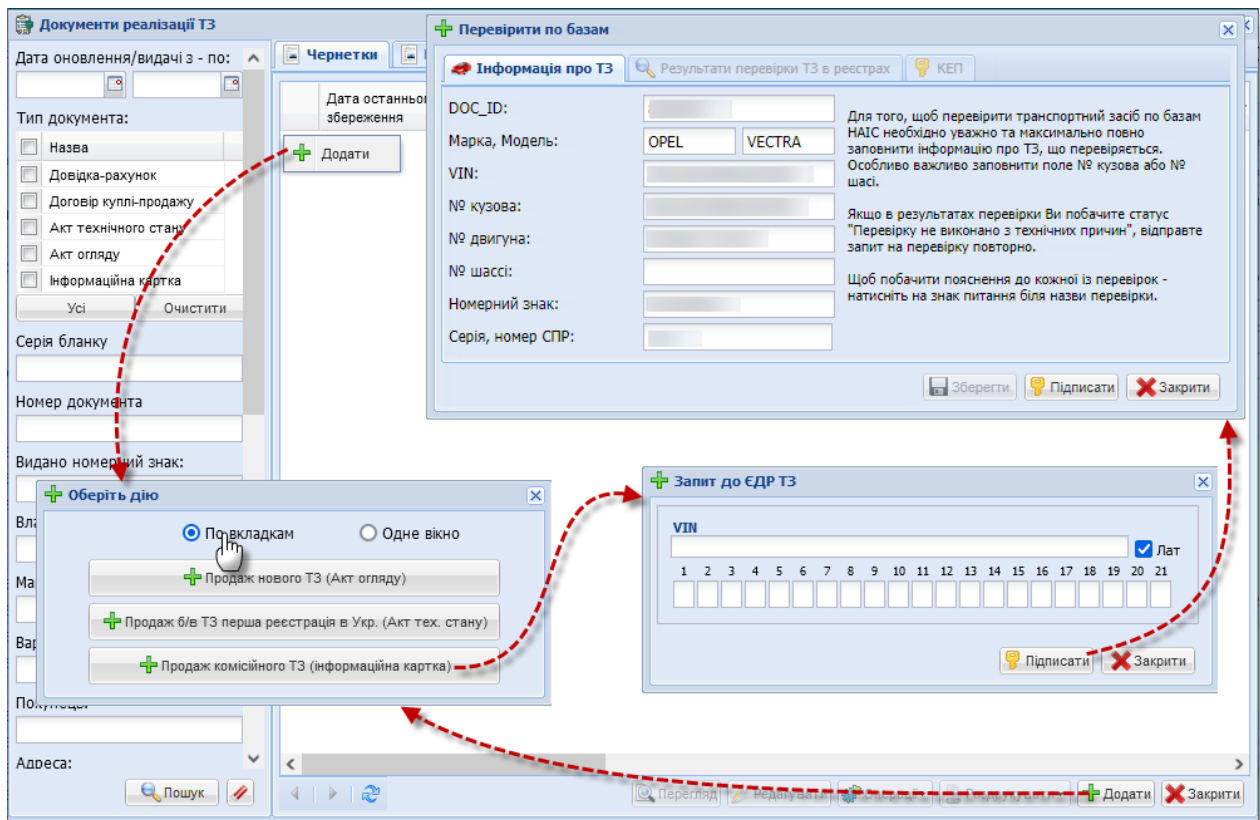 Документи реалізації ТЗ
Дата оновлення/видачі з - по:
Тип документа:
Назва
Довідка-рахунок
Договір куплі-продажу
Акт технічного стану
Акт огляду
Інформаційна картка
Усі
Очистити
Серія бланку
Номер документа
Видано номерний знак:
Адреса:
Пошук
Чернетки
Дата останньо
збереження
Додати
Перевірити по базам
Інформація про ТЗ
Результати перевірки ТЗ в реєстрах
КЕП
DOC_ID:
Марка, Модель:
OPEL
VECTRA
VIN:
№ кузова:
№ двигуна:
№ шассі:
Номерний знак:
Серія, номер СПР:
Для того, щоб перевірити транспортний засіб по базам
НАІС необхідно уважно та максимально повно
заповнити інформацію про ТЗ, що перевіряється.
Особливо важливо заповнити поле № кузова або №
шасі.
Якщо в результатах перевірки Ви побачите статус
"Перевірку не виконано з технічних причин", відправте
запит на перевірку повторно.
Щоб побачити пояснення до кожної із перевірок -
натисніть на знак питання біля назви перевірки.
Зберегти
Підписати
Закрити
Оберіть дію
По вкладкам
Одне вікно
Продаж нового ТЗ (Акт огляду)
Продаж б/в ТЗ перша реєстрація в Укр. (Акт тех. стану)
Продаж комісійного ТЗ (інформаційна картка)
Запит до ЄДР ТЗ
VIN
Лат
1 2 3 4 5 6 7 8 9 10 11 12 13 14 15 16 17 18 19 20 21
Підписати
Закрити
Перегляд
Редагувати
Додати
Закрити